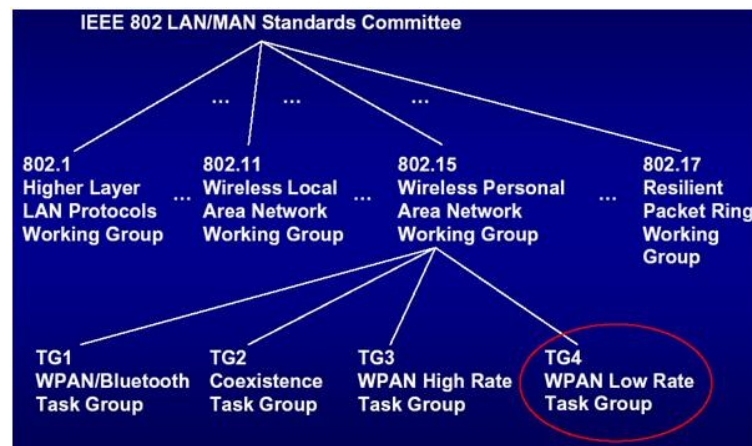 IEEE 802 LAN/MAN Standards Committee
... ... ...
802.1
Higher Layer
LAN Protocols
Working Group
...
802.11
Wireless Local
Area Network
Working Group
...
802.15
Wireless Personal
Area Network
Working Group
...
802.17
Resilient
Packet Ring
Working
Group
TG1
WPAN/Bluetooth
Task Group
TG2
Coexistence
Task Group
TG3
WPAN High Rate
Task Group
TG4
WPAN Low Rate
Task Group